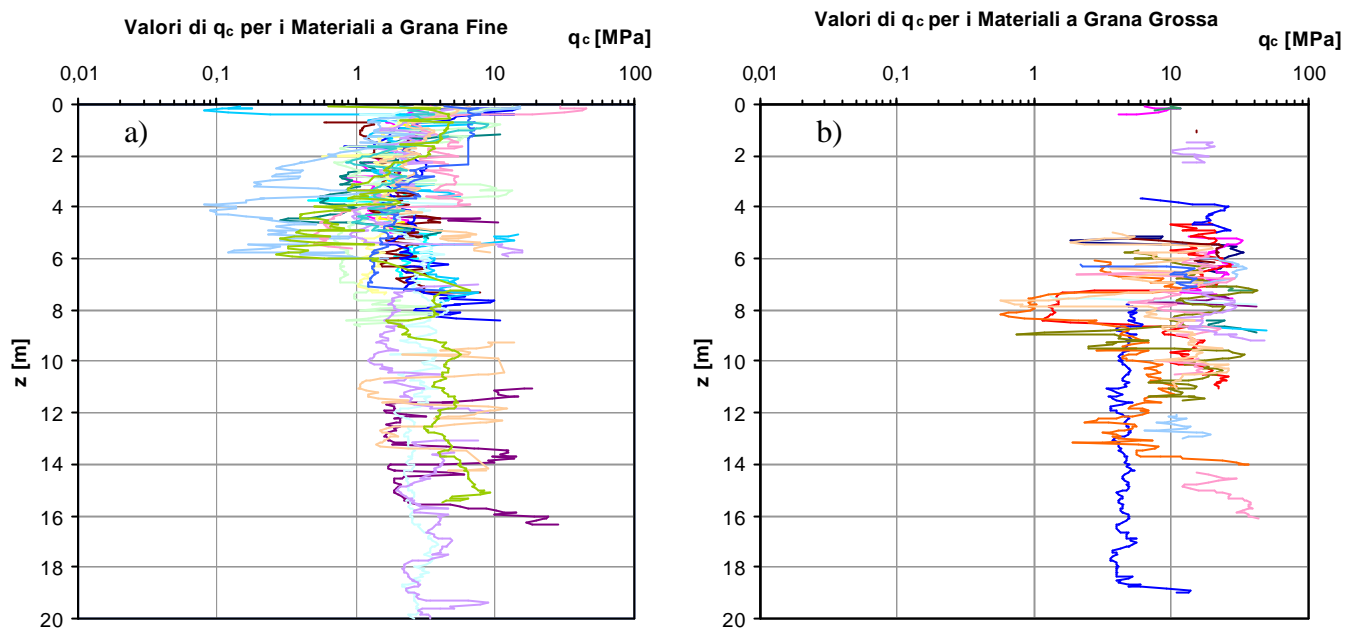 Valori di qc per i Materiali a Grana Fine
qc [MPa]
0,01 0,1 1 10 100
0
2
4
6
8
10
12
14
16
18
20
z [m]
a)
Valori di qc per i Materiali a Grana Grossa
qc [MPa]
0,01 0,1 1 10 100
0
2
4
6
8
10
12
14
16
18
20
z [m]
b)